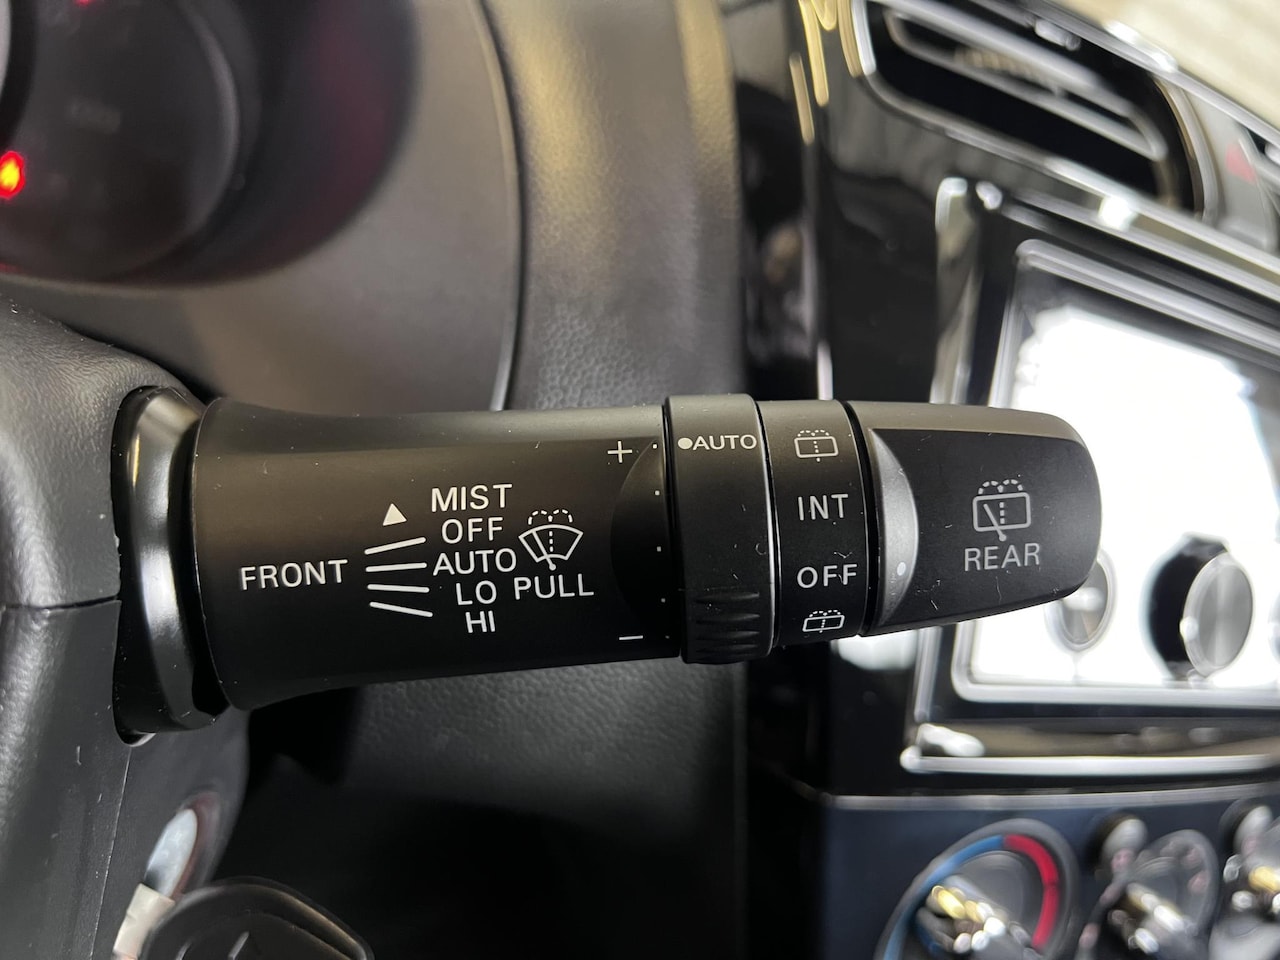 FRONT
MIST
OFF
AUTO
LO PULL
HI
+
−
AUTO
INT
OFF
REAR